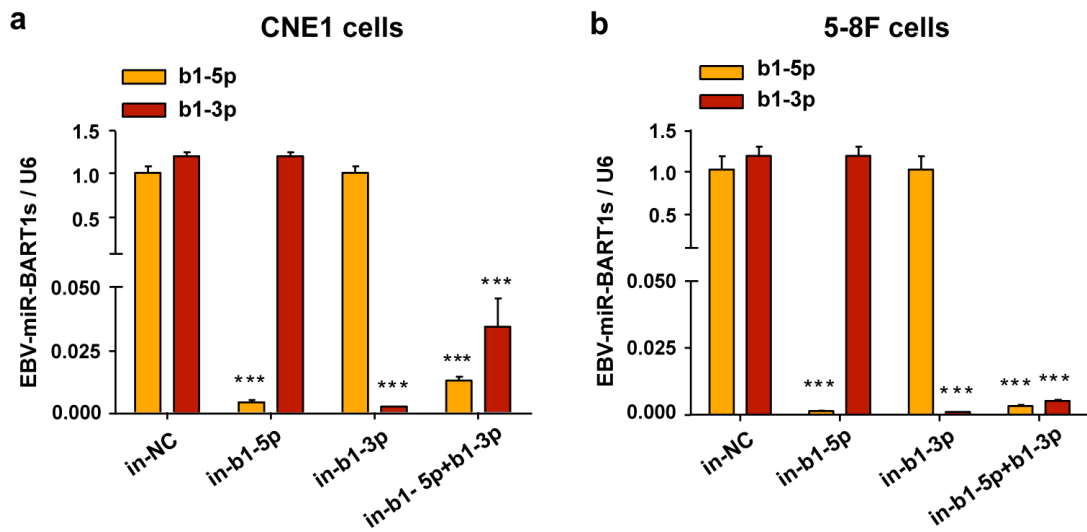 a
CNE1 cells
b1-5p
b1-3p
EBV-miR-BART1s / U6
1.5
1.0
0.5
0.050
0.025
0.000
***
***
***
***
in-NC
in-b1-5p
in-b1-3p
in-b1- 5p+b1-3p
b
5-8F cells
b1-5p
b1-3p
EBV-miR-BART1s / U6
1.5
1.0
0.5
0.050
0.025
0.000
***
***
***
***
in-NC
in-b1-5p
in-b1-3p
in-b1-5p+b1-3p